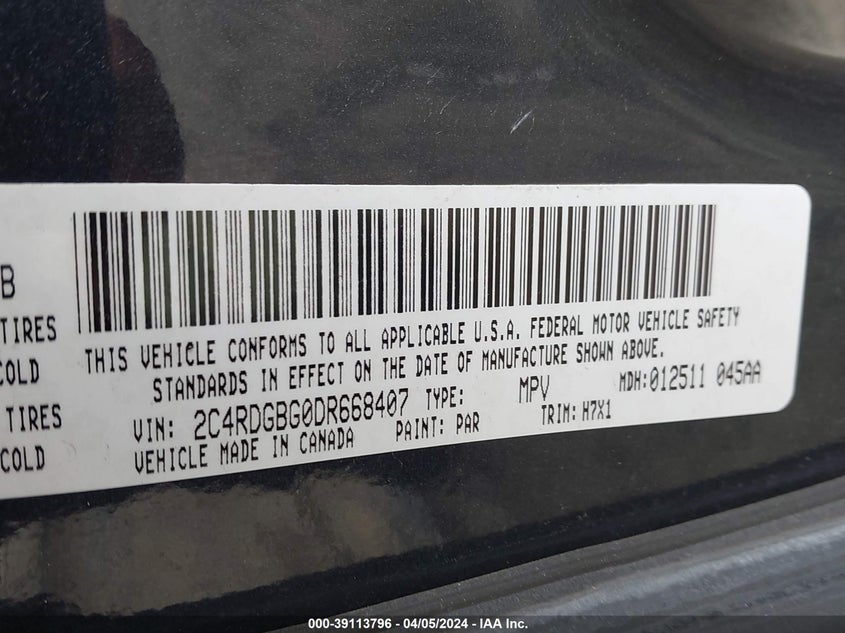 B
TIRES
COLD
TIRES
COLD
THIS VEHICLE CONFORMS TO ALL APPLICABLE U.S.A. FEDERAL MOTOR VEHICLE SAFETY
STANDARDS IN EFFECT ON THE DATE OF MANUFACTURE SHOWN ABOVE.
VIN: 2C4RDGBG0DR668407 TYPE: MPV MDH:012511 045AA
VEHICLE MADE IN CANADA PAINT: PAR TRIM: H7X1
000-39113796 - 04/05/2024 - IAA Inc.